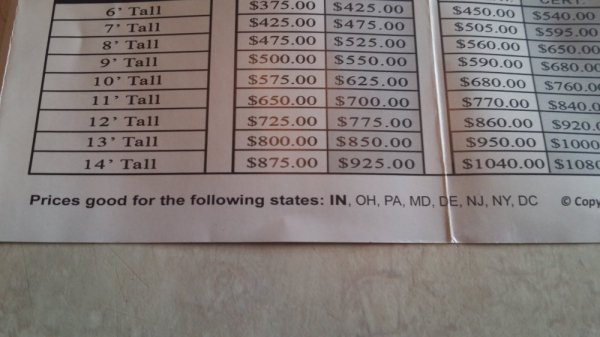 CERT.
6' Tall $375.00 $425.00 $450.00 $540.00
7' Tall $425.00 $475.00 $505.00 $595.00
8' Tall $475.00 $525.00 $560.00 $650.00
9' Tall $500.00 $550.00 $590.00 $680.00
10' Tall $575.00 $625.00 $680.00 $760.0
11' Tall $650.00 $700.00 $770.00 $840.0
12' Tall $725.00 $775.00 $860.00 $920.
13' Tall $800.00 $850.00 $950.00 $1000
14' Tall $875.00 $925.00 $1040.00 $108
Prices good for the following states: IN, OH, PA, MD, DE, NJ, NY, DC © Copy